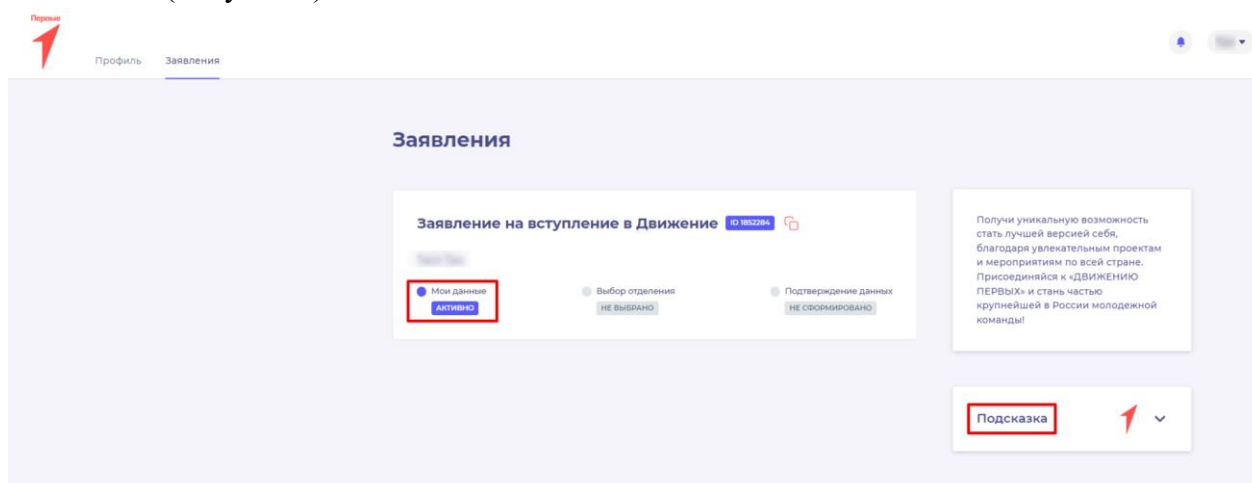 Первые
Профиль
Заявления
Заявления
Заявление на вступление в Движение
ID 1852284
Мои данные
АКТИВНО
Выбор отделения
НЕ ВЫБРАНО
Подтверждение данных
НЕ СФОРМИРОВАНО
Получи уникальную возможность
стать лучшей версией себя,
благодаря увлекательным проектам
и мероприятиям по всей стране.
Присоединяйся к «ДВИЖЕНИЮ
ПЕРВЫХ» и стань частью
крупнейшей в России молодежной
команды!
Подсказка